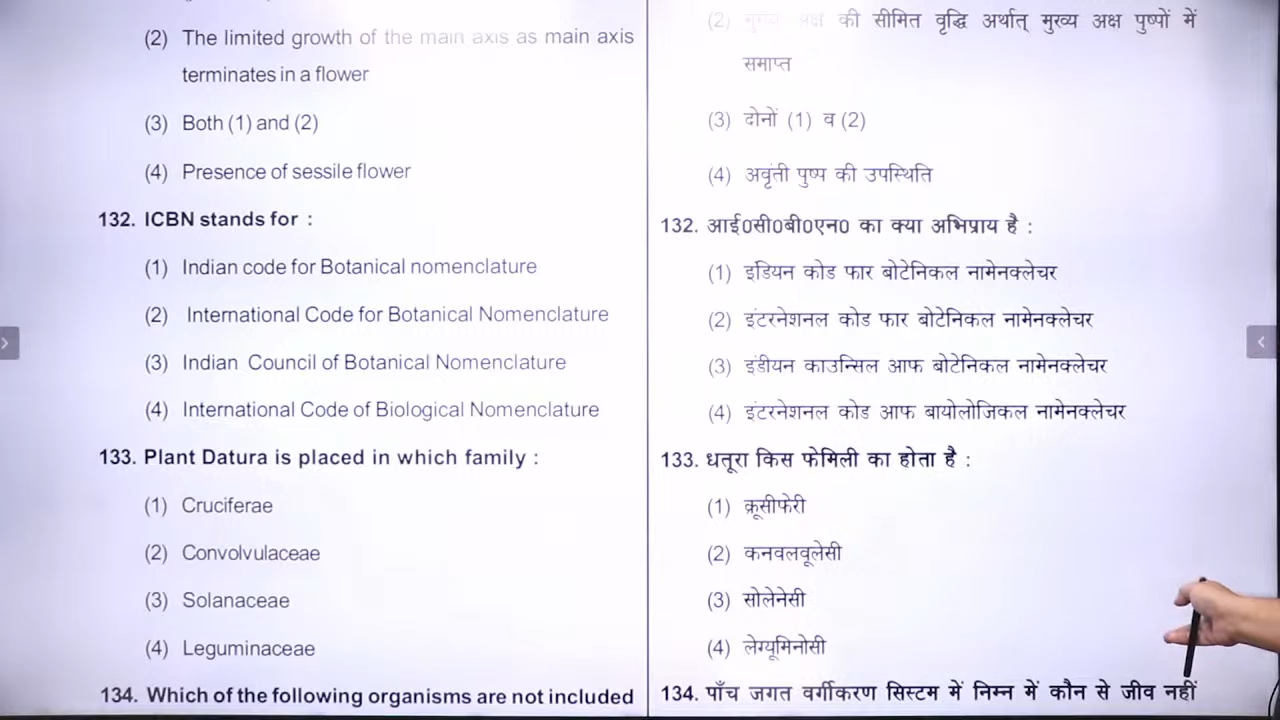 (2) The limited growth of the main axis as main axis
terminates in a flower
(3) Both (1) and (2)
(4) Presence of sessile flower
132. ICBN stands for :
(1) Indian code for Botanical nomenclature
(2) International Code for Botanical Nomenclature
(3) Indian Council of Botanical Nomenclature
(4) International Code of Biological Nomenclature
133. Plant Datura is placed in which family :
(1) Cruciferae
(2) Convolvulaceae
(3) Solanaceae
(4) Leguminaceae
134. Which of the following organisms are not included
(2) मुख्य अक्ष की सीमित वृद्धि अर्थात् मुख्य अक्ष पुष्पों में
समाप्त
(3) दोनों (1) व (2)
(4) अवृंती पुष्प की उपस्थिति
132. आई0सी0बी0एन0 का क्या अभिप्राय है :
(1) इंडियन कोड फार बोटेनिकल नामेनक्लेचर
(2) इंटरनेशनल कोड फार बोटेनिकल नामेनक्लेचर
(3) इंडीयन काउन्सिल आफ बोटेनिकल नामेनक्लेचर
(4) इंटरनेशनल कोड आफ बायोलोजिकल नामेनक्लेचर
133. धतूरा किस फेमिली का होता है :
(1) क्रूसीफेरी
(2) कनवलवूलेसी
(3) सोलेनेसी
(4) लेग्यूमिनोसी
134. पाँच जगत वर्गीकरण सिस्टम में निम्न में कौन से जीव नहीं